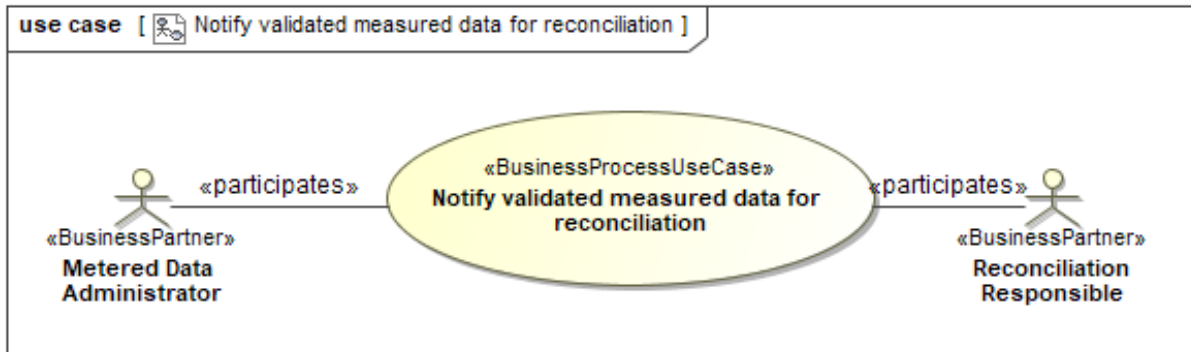 use case [ Notify validated measured data for reconciliation ]
«BusinessProcessUseCase»
«participates»
«participates»
Notify validated measured data for
reconciliation
«BusinessPartner»
«BusinessPartner»
Metered Data
Administrator
Reconciliation
Responsible